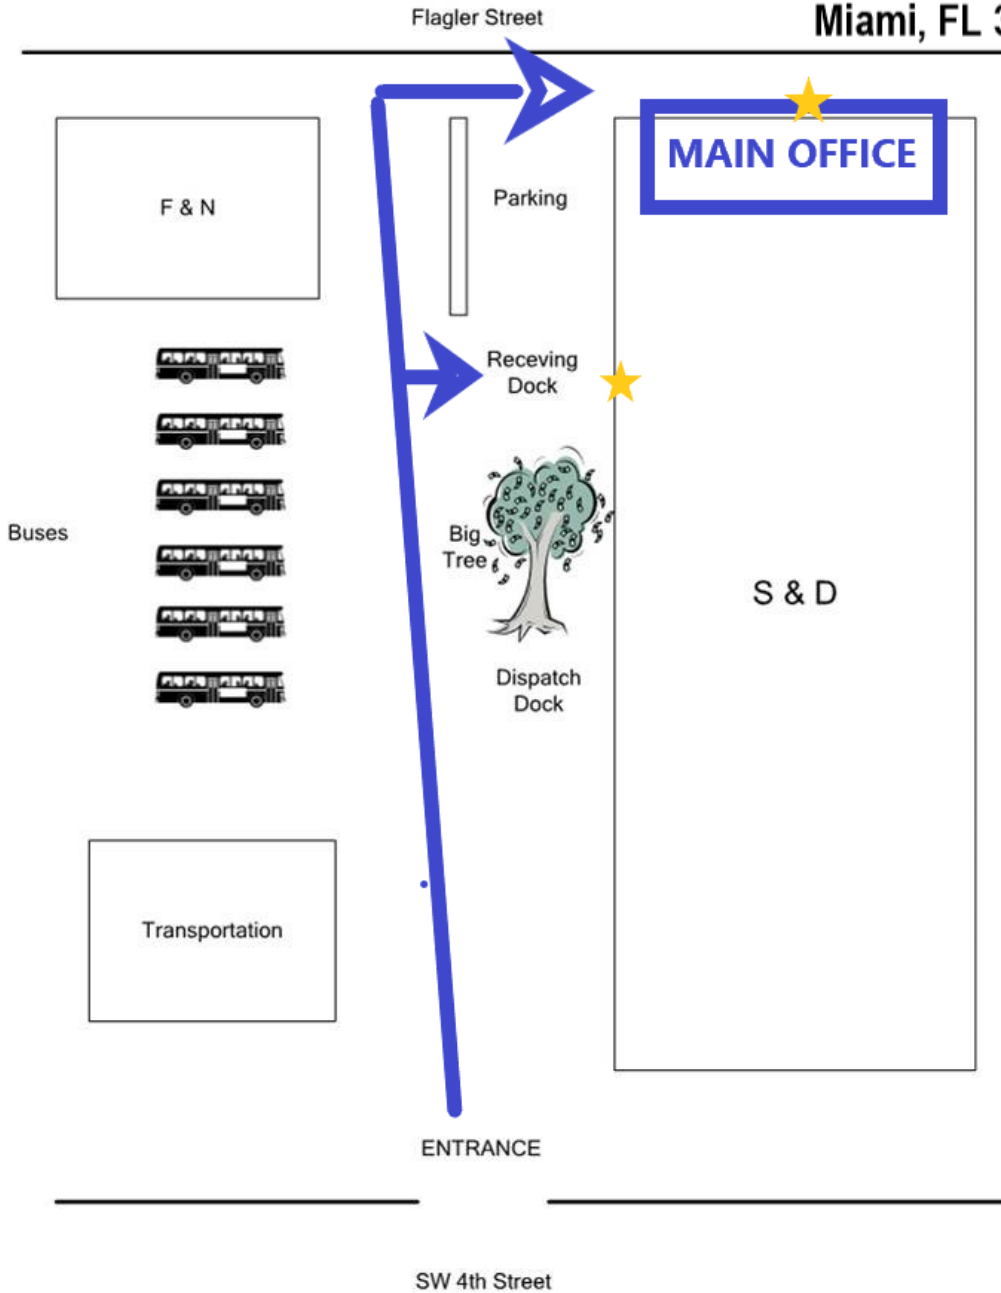 Flagler Street
Miami, FL 3
MAIN OFFICE
F & N
Parking
Receving
Dock
Buses
Big
Tree
S & D
Dispatch
Dock
Transportation
ENTRANCE
SW 4th Street